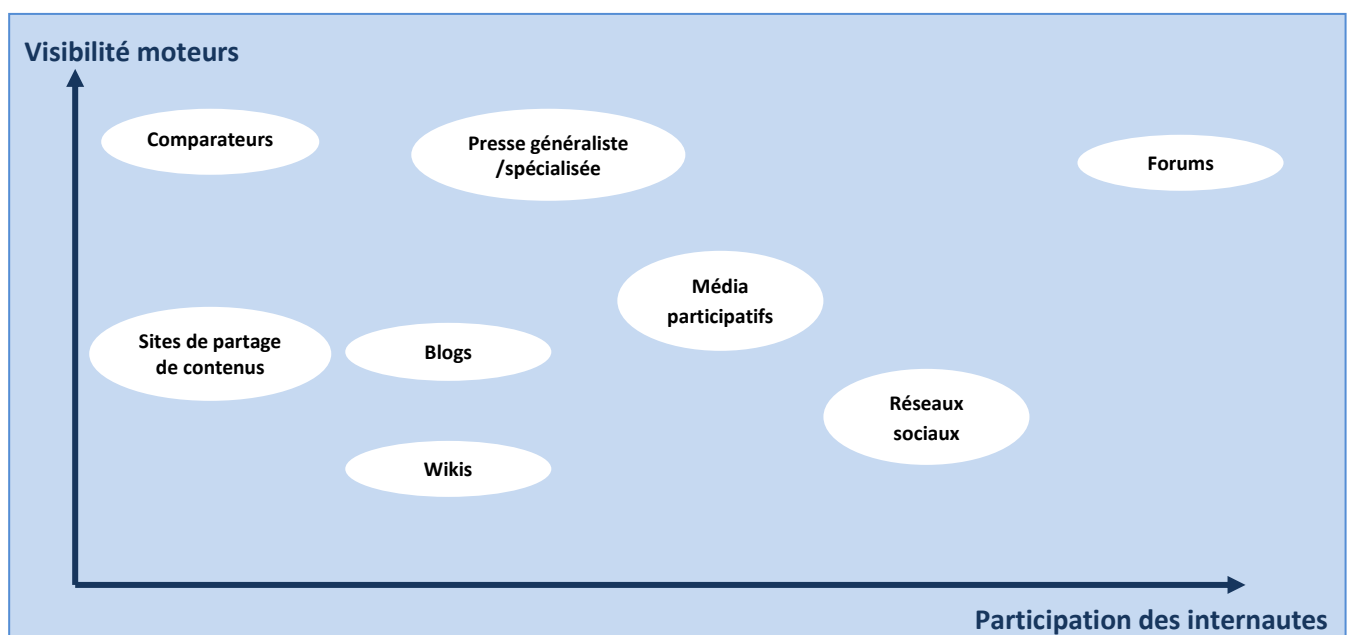 Visibilité moteurs
Comparateurs
Presse généraliste
/spécialisée
Forums
Média
participatifs
Sites de partage
de contenus
Blogs
Réseaux
sociaux
Wikis
Participation des internautes